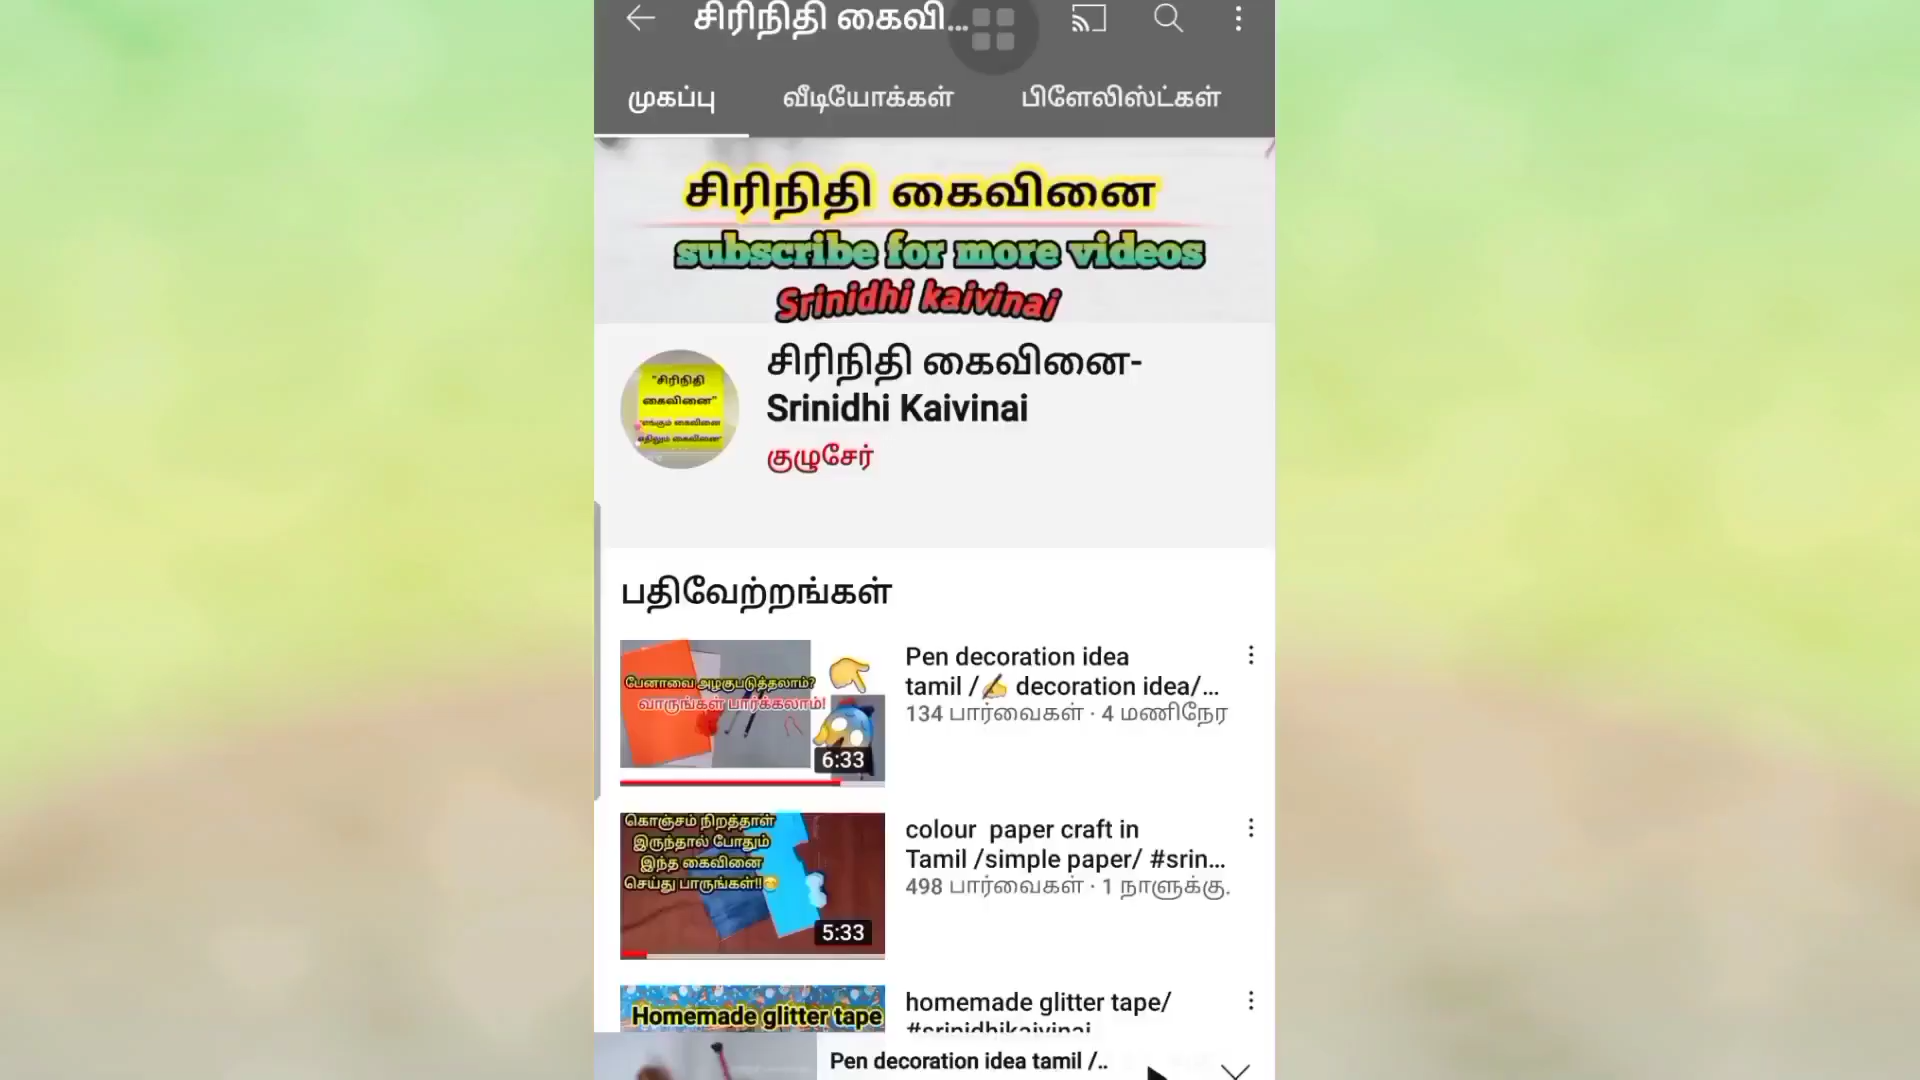 சிரிநிதி கைவி...
முகப்பு வீடியோக்கள் பிளேலிஸ்ட்கள்
சிரிநிதி கைவினை
subscribe for more videos
Srinidhi kaivinai
"சிரிநிதி
கைவினை"
"எங்கும் கைவினை
எதிலும் கைவினை"
சிரிநிதி கைவினை-
Srinidhi Kaivinai
குழுசேர்
பதிவேற்றங்கள்
பேனாவை அழகுபடுத்தலாம்?
வாருங்கள் பார்க்கலாம்!
6:33
Pen decoration idea
tamil /✍ decoration idea/...
134 பார்வைகள் · 4 மணிநேர
கொஞ்சம் நிறத்தாள்
இருந்தால் போதும்
இந்த கைவினை
செய்து பாருங்கள்!!
5:33
colour paper craft in
Tamil /simple paper/ #srin...
498 பார்வைகள் · 1 நாளுக்கு.
Homemade glitter tape
homemade glitter tape/
#srinidhikaivinai
Pen decoration idea tamil /..